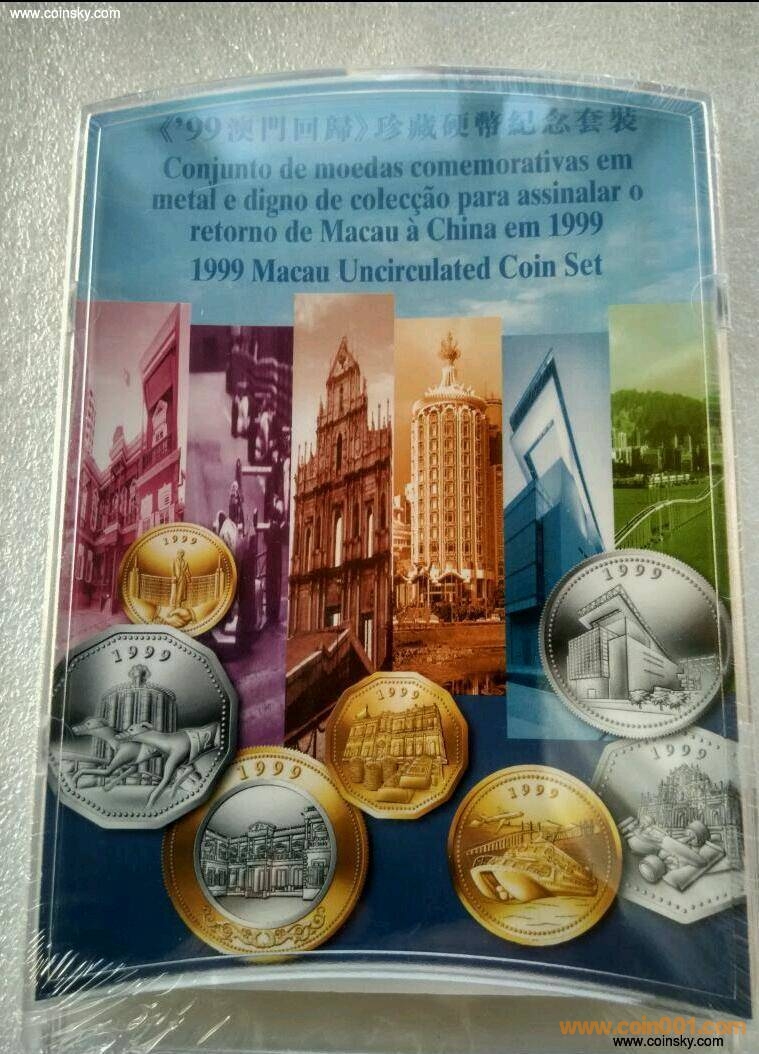 www.coinsky.com
《'99澳門回歸》珍藏硬幣紀念套裝
Conjunto de moedas comemorativas em
metal e digno de colecção para assinalar o
retorno de Macau à China em 1999
1999 Macau Uncirculated Coin Set
1999
1999
1999
1999
1999
1999
1999
www.coin001.com
www.coinsky.com